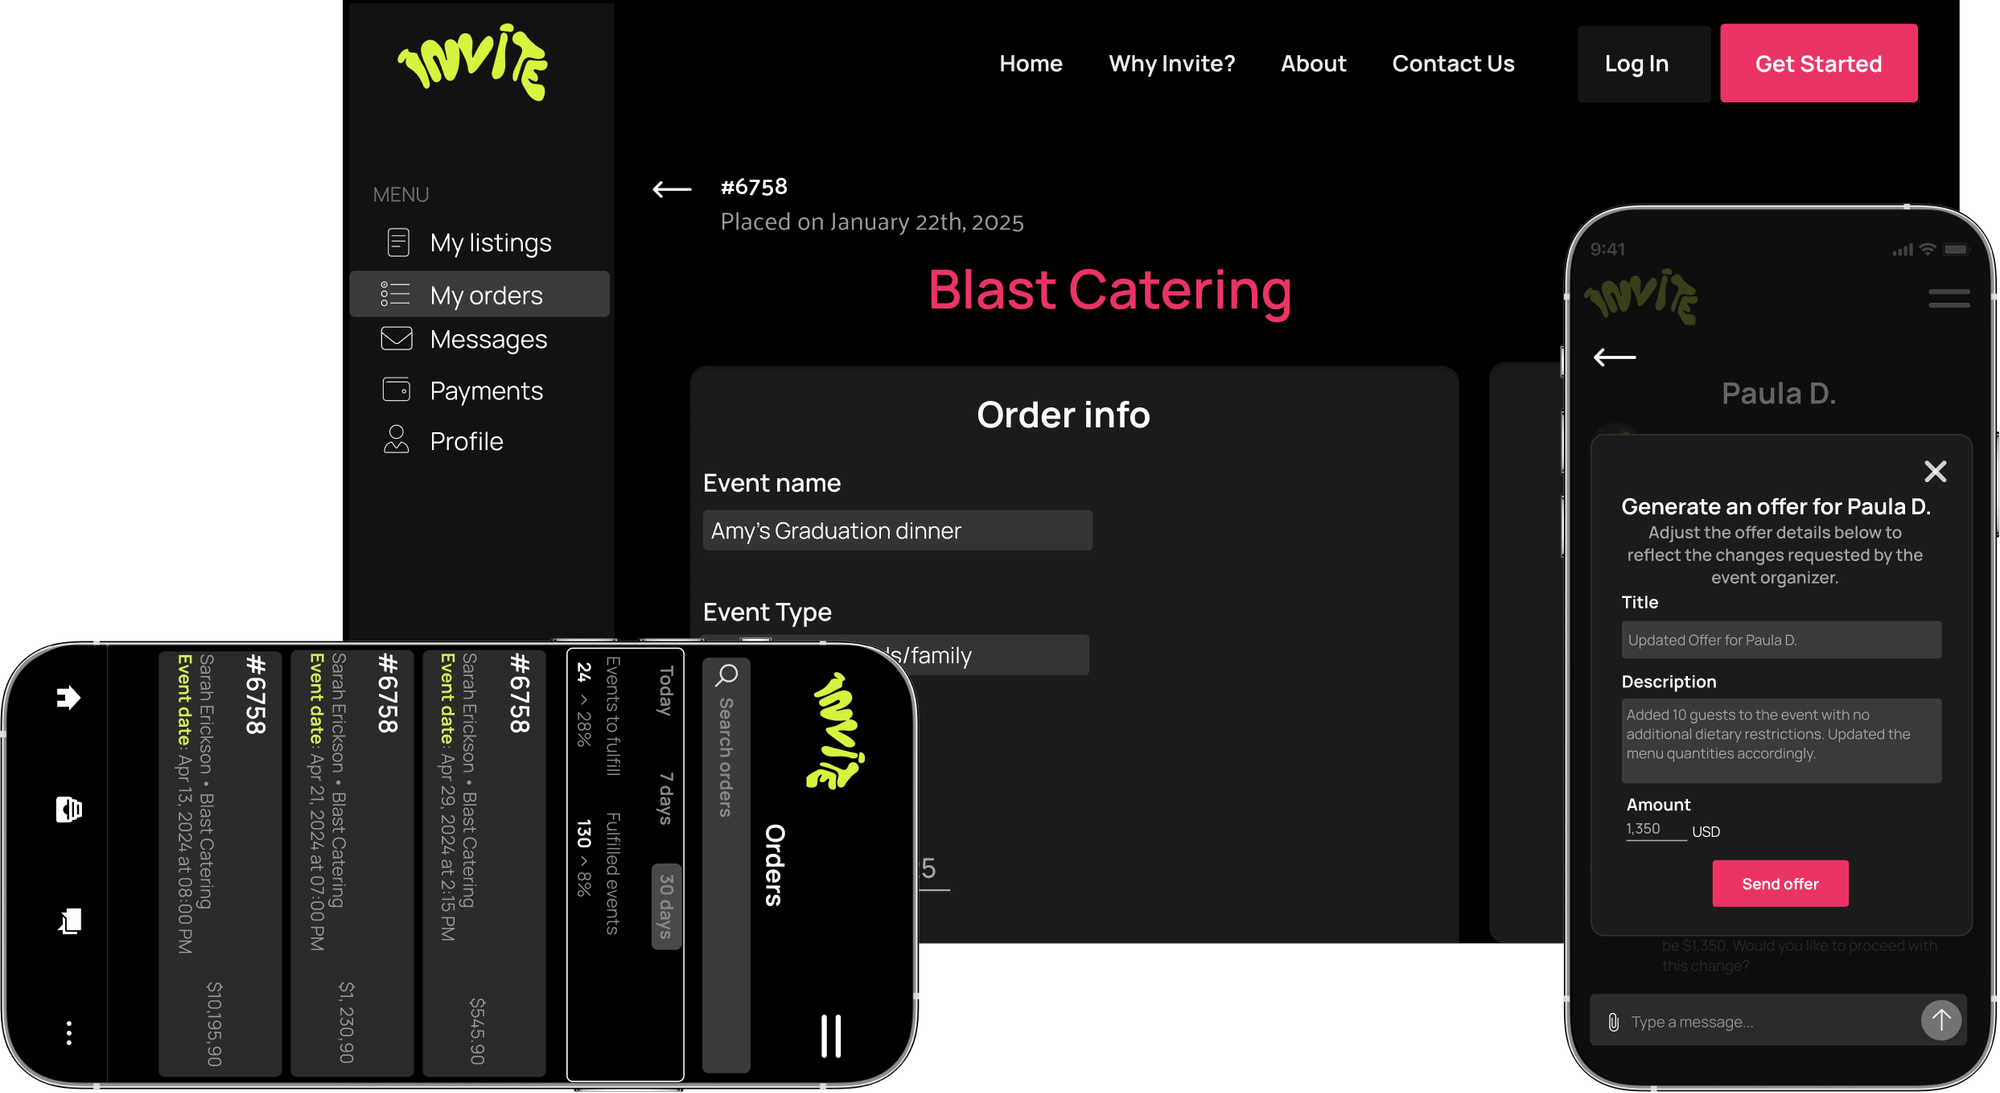 INVITE
Home
Why Invite?
About
Contact Us
Log In
Get Started
MENU
My listings
My orders
Messages
Payments
Profile
#6758
Placed on January 22th, 2025
Blast Catering
Order info
Event name
Amy's Graduation dinner
Event Type
s/family
5
INVITE
Orders
Search orders
Today
7 days
30 days
Events to fulfill
24 ^ 28%
Fulfilled events
130 ^ 8%
#6758
Sarah Erickson • Blast Catering
Event date: Apr 29, 2024 at 2:15 PM
$545.90
#6758
Sarah Erickson • Blast Catering
Event date: Apr 21, 2024 at 07:00 PM
$1, 230,90
#6758
Sarah Erickson • Blast Catering
Event date: Apr 13, 2024 at 08:00 PM
$10,195,90
9:41
INVITE
Paula D.
Generate an offer for Paula D.
Adjust the offer details below to
reflect the changes requested by the
event organizer.
Title
Updated Offer for Paula D.
Description
Added 10 guests to the event with no
additional dietary restrictions. Updated the
menu quantities accordingly.
Amount
1,350 USD
Send offer
be $1,350. Would you like to proceed with
this change?
Type a message...